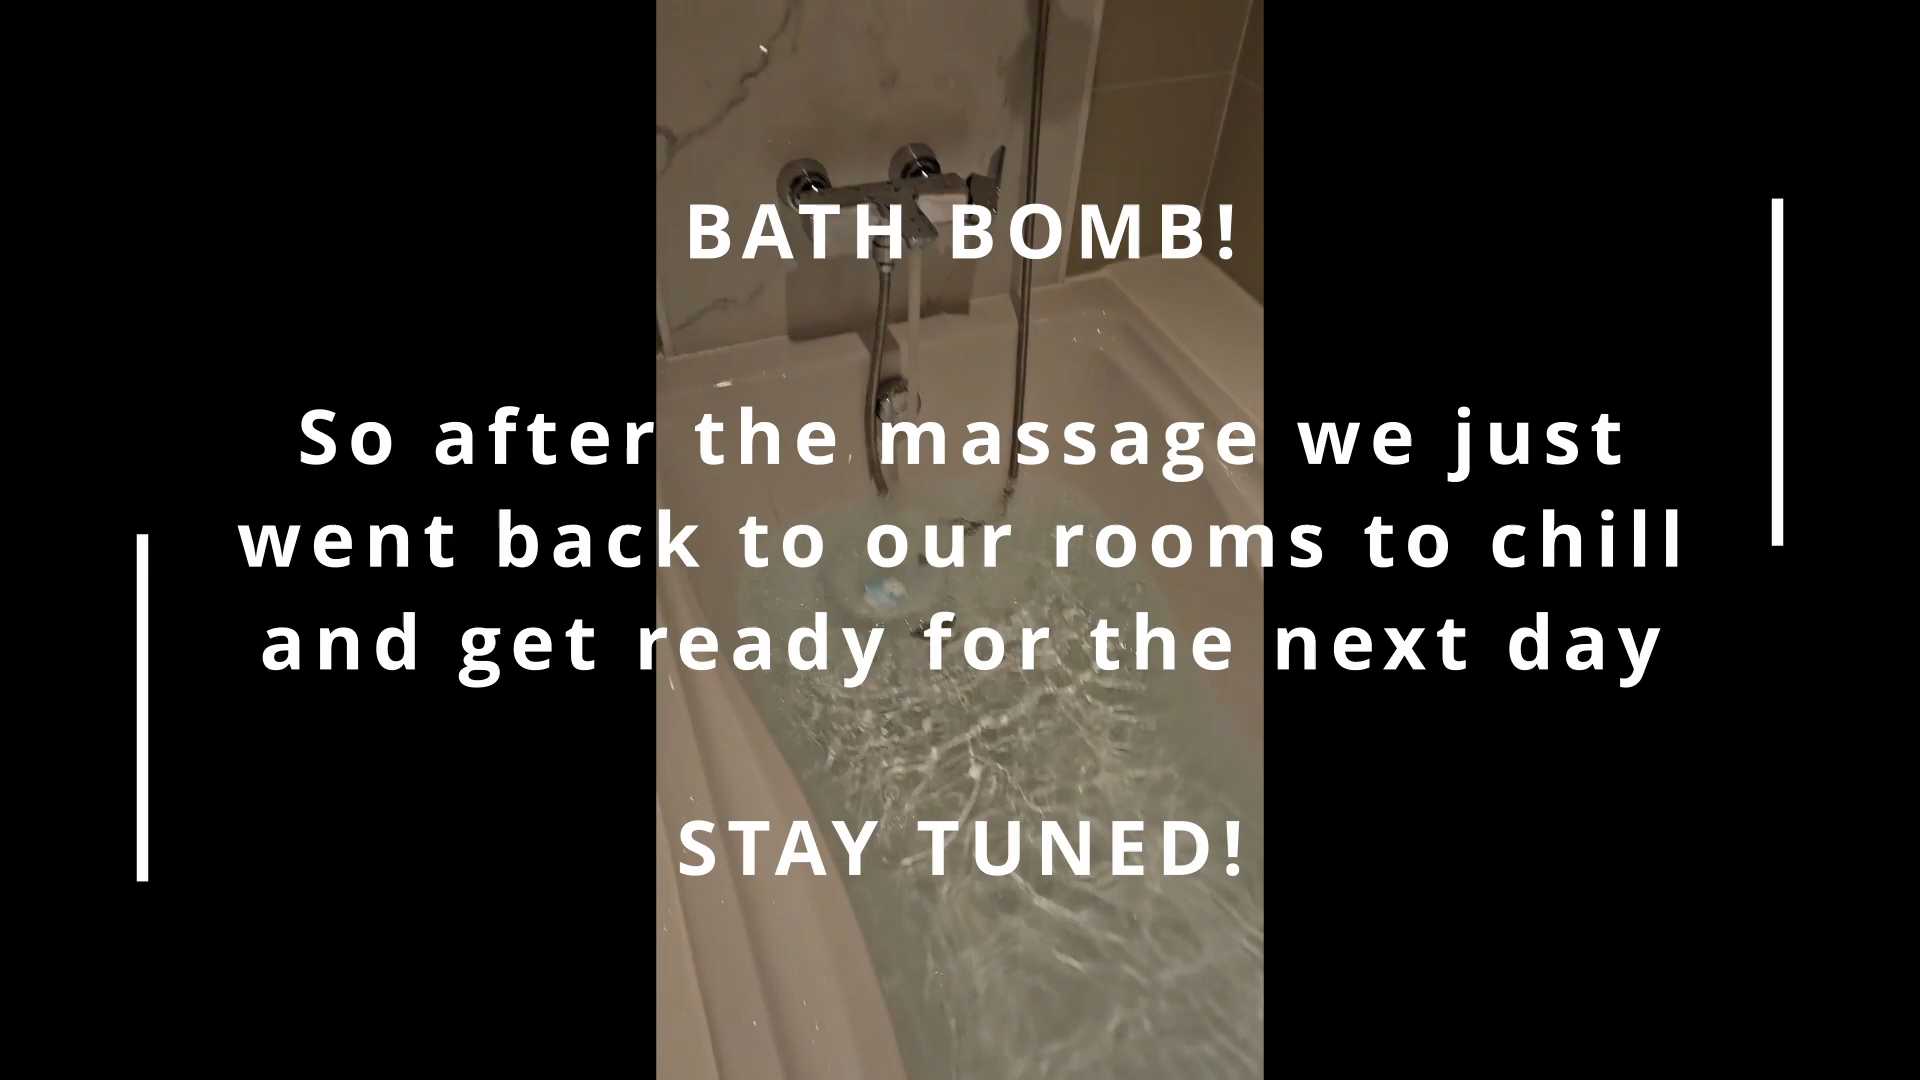 BATH BOMB!
So after the massage we just
went back to our rooms to chill
and get ready for the next day
STAY TUNED!